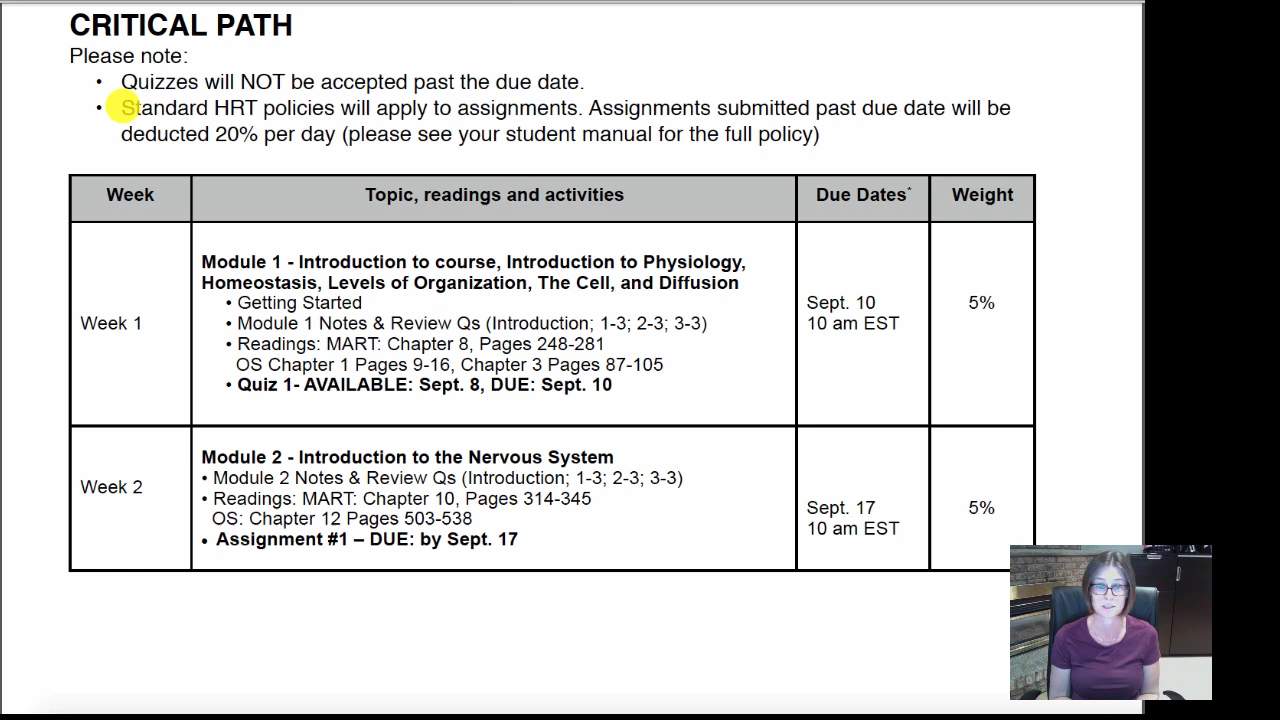 CRITICAL PATH
Please note:
• Quizzes will NOT be accepted past the due date.
• Standard HRT policies will apply to assignments. Assignments submitted past due date will be
deducted 20% per day (please see your student manual for the full policy)
Week Topic, readings and activities Due Dates* Weight
Module 1 - Introduction to course, Introduction to Physiology,
Homeostasis, Levels of Organization, The Cell, and Diffusion
• Getting Started Sept. 10 5%
Week 1 • Module 1 Notes & Review Qs (Introduction; 1-3; 2-3; 3-3) 10 am EST
• Readings: MART: Chapter 8, Pages 248-281
OS Chapter 1 Pages 9-16, Chapter 3 Pages 87-105
• Quiz 1- AVAILABLE: Sept. 8, DUE: Sept. 10
Module 2 - Introduction to the Nervous System
Week 2 • Module 2 Notes & Review Qs (Introduction; 1-3; 2-3; 3-3)
• Readings: MART: Chapter 10, Pages 314-345 Sept. 17 5%
OS: Chapter 12 Pages 503-538 10 am EST
• Assignment #1 – DUE: by Sept. 17